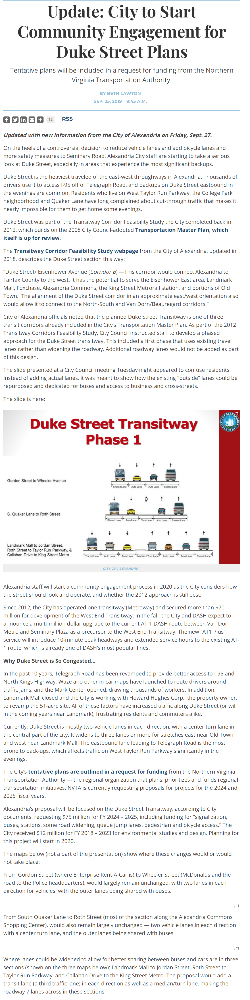 Update: City to Start
Community Engagement for
Duke Street Plans
Tentative plans will be included in a request for funding from the Northern
Virginia Transportation Authority.
BY BETH LAWTON
SEP. 25, 2019 9:45 A.M.
14 RSS
Updated with new information from the City of Alexandria on Friday, Sept. 27.
On the heels of a controversial decision to reduce vehicle lanes and add bicycle lanes and
more safety measures to Seminary Road, Alexandria City staff are starting to take a serious
look at Duke Street, especially in areas that experience the most significant backups.
Duke Street is the heaviest traveled of the east-west throughways in Alexandria. Thousands of
drivers use it to access I-95 off of Telegraph Road, and backups on Duke Street eastbound in
the evenings are common. Residents who live on West Taylor Run Parkway, the College Park
neighborhood and Quaker Lane have long complained about cut-through traffic that makes it
nearly impossible for them to get home some evenings.
Duke Street was part of the Transitway Corridor Feasibility Study the City completed back in
2012, which builds on the 2008 City Council-adopted Transportation Master Plan, which
itself is up for review.
The Transitway Corridor Feasibility Study webpage from the City of Alexandria, updated in
2018, describes the Duke Street section this way:
“Duke Street/ Eisenhower Avenue (Corridor B) —This corridor would connect Alexandria to
Fairfax County to the west. It has the potential to serve the Eisenhower East area, Landmark
Mall, Foxchase, Alexandria Commons, the King Street Metrorail station, and portions of Old
Town. The alignment of the Duke Street corridor in an approximate east/west orientation also
would allow it to connect to the North-South and Van Dorn/Beauregard corridors.”
City of Alexandria officials noted that the planned Duke Street Transitway is one of three
transit corridors already included in the City’s Transportation Master Plan. As part of the 2012
Transitway Corridors Feasibility Study, City Council instructed staff to develop a phased
approach for the Duke Street transitway. This included a first phase that uses existing travel
lanes rather than widening the roadway. Additional roadway lanes would not be added as part
of this design.
The slide presented at a City Council meeting Tuesday night appeared to confuse residents.
Instead of adding actual lanes, it was meant to show how the existing "outside" lanes could be
repurposed and dedicated for buses and access to business and cross-streets.
The slide is here:
Duke Street Transitway
Phase 1
CITY OF ALEXANDRIA
VIRGINIA
Gordon Street to Wheeler Avenue
Shared Lane Auto Lane Auto Lane Shared Lane
S. Quaker Lane to Roth Street
Shared Lane Auto Lane Turn Lane Auto Lane Shared Lane
Landmark Mall to Jordan Street,
Roth Street to Taylor Run Parkway, &
Callahan Drive to King Street Metro
Transit Lane Auto Lane Auto Lane Median / Turn Lane Auto Lane Auto Lane Transit Lane
CITY OF ALEXANDRIA
Alexandria staff will start a community engagement process in 2020 as the City considers how
the street should look and operate, and whether the 2012 approach is still best.
Since 2012, the City has operated one transitway (Metroway) and secured more than $70
million for development of the West End Transitway. In the fall, the City and DASH expect to
announce a multi-million dollar upgrade to the current AT-1 DASH route between Van Dorn
Metro and Seminary Plaza as a precursor to the West End Transitway. The new “AT1 Plus”
service will introduce 10-minute peak headways and extended service hours to the existing AT-
1 route, which is already one of DASH’s most popular lines.
Why Duke Street is So Congested...
In the past 10 years, Telegraph Road has been revamped to provide better access to I-95 and
North Kings Highway; Waze and other in-car maps have launched to route drivers around
traffic jams; and the Mark Center opened, drawing thousands of workers. In addition,
Landmark Mall closed and the City is working with Howard Hughes Corp., the property owner,
to revamp the 51-acre site. All of these factors have increased traffic along Duke Street (or will
in the coming years near Landmark), frustrating residents and commuters alike.
Currently, Duke Street is mostly two-vehicle lanes in each direction, with a center turn lane in
the central part of the city. It widens to three lanes or more for stretches east near Old Town,
and west near Landmark Mall. The eastbound lane leading to Telegraph Road is the most
prone to back-ups, which affects traffic on West Taylor Run Parkway significantly in the
evenings.
The City’s tentative plans are outlined in a request for funding from the Northern Virginia
Transportation Authority — the regional organization that plans, prioritizes and funds regional
transportation initiatives. NVTA is currently requesting proposals for projects for the 2024 and
2025 fiscal years.
Alexandria’s proposal will be focused on the Duke Street Transitway, according to City
documents, requesting $75 million for FY 2024 – 2025, including funding for “signalization,
buses, stations, some road widening, queue jump lanes, pedestrian and bicycle access.” The
City received $12 million for FY 2018 – 2023 for environmental studies and design. Planning for
this project will start in 2020.
The maps below (not a part of the presentation) show where these changes would or would
not take place:
From Gordon Street (where Enterprise Rent-A-Car is) to Wheeler Street (McDonalds and the
road to the Police headquarters), would largely remain unchanged, with two lanes in each
direction for vehicles, with the outer lanes being shared with buses.
From South Quaker Lane to Roth Street (most of the section along the Alexandria Commons
Shopping Center), would also remain largely unchanged — two vehicle lanes in each direction
with a center turn lane, and the outer lanes being shared with buses.
Where lanes could be widened to allow for better sharing between buses and cars are in three
sections (shown on the three maps below): Landmark Mall to Jordan Street, Roth Street to
Taylor Run Parkway, and Callahan Drive to the King Street Metro. The proposal would add a
transit lane (a third traffic lane) in each direction as well as a median/turn lane, making the
roadway 7 lanes across in these sections: